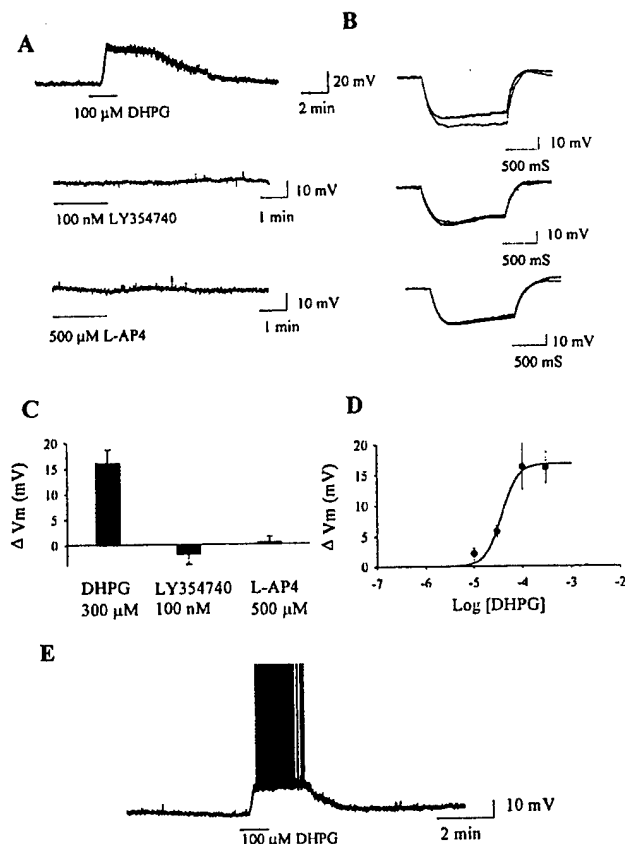 A
20 mV
2 min
100 µM DHPG
10 mV
1 min
100 nM LY354740
10 mV
1 min
500 µM L-AP4
B
10 mV
500 mS
10 mV
500 mS
10 mV
500 mS
C
Δ Vm (mV)
20
15
10
5
0
-5
DHPG LY354740 L-AP4
300 µM 100 nM 500 µM
D
Δ Vm (mV)
20
15
10
5
0
-7 -6 -5 -4 -3 -2
Log [DHPG]
E
100 µM DHPG
10 mV
2 min